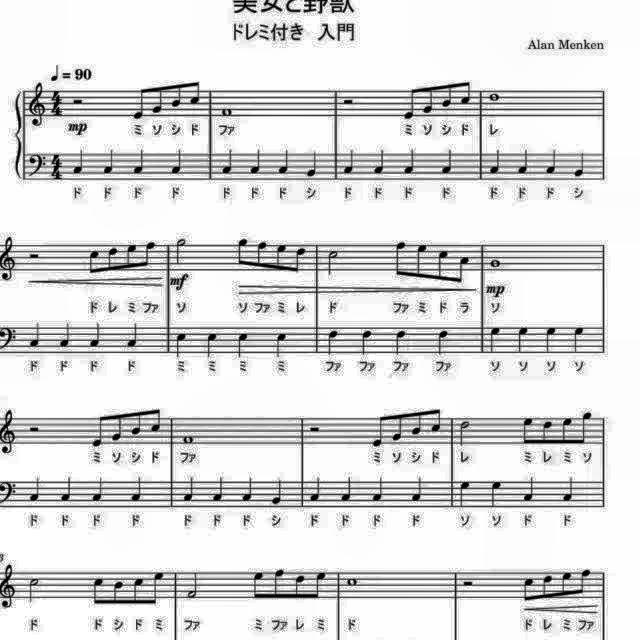 美女と野獣
ドレミ付き 入門
Alan Menken
♩ = 90
mp
ミ ソ シ ド ファ ミ ソ シ ド レ
ド ド ド ド ド ド ド シ ド ド ド ド ド ド ド シ
mf
mp
ド レ ミ ファ ソ ソ ファ ミ レ ド ファ ミ ド ラ ソ
ド ド ド ド ミ ミ ミ ミ ファ ファ ファ ファ ソ ソ ソ ソ
ミ ソ シ ド ファ ミ ソ シ ド レ ミ レ ミ ソ
ド ド ド ド ド ド ド シ ド ド ド ド ソ ソ ド ド
ド ド シ ド ミ ファ ミ ファ レ ミ ド ド レ ミ ファ